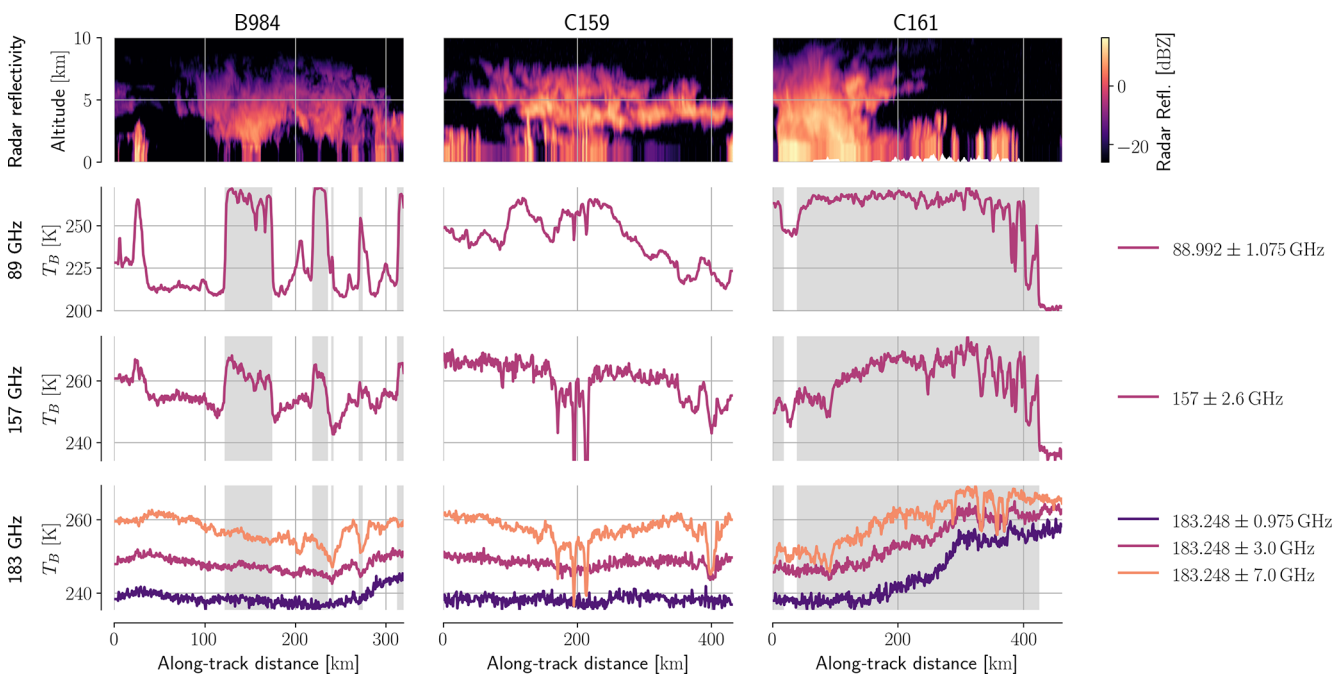 B984
C159
C161
Radar reflectivity
Altitude [km]
10
5
0
0
−20
Radar Refl. [dBZ]
89 GHz
T_B [K]
250
225
200
88.992 ± 1.075 GHz
157 GHz
T_B [K]
260
240
157 ± 2.6 GHz
183 GHz
T_B [K]
260
240
183.248 ± 0.975 GHz
183.248 ± 3.0 GHz
183.248 ± 7.0 GHz
0 100 200 300
0 200 400
0 200 400
Along-track distance [km]
Along-track distance [km]
Along-track distance [km]